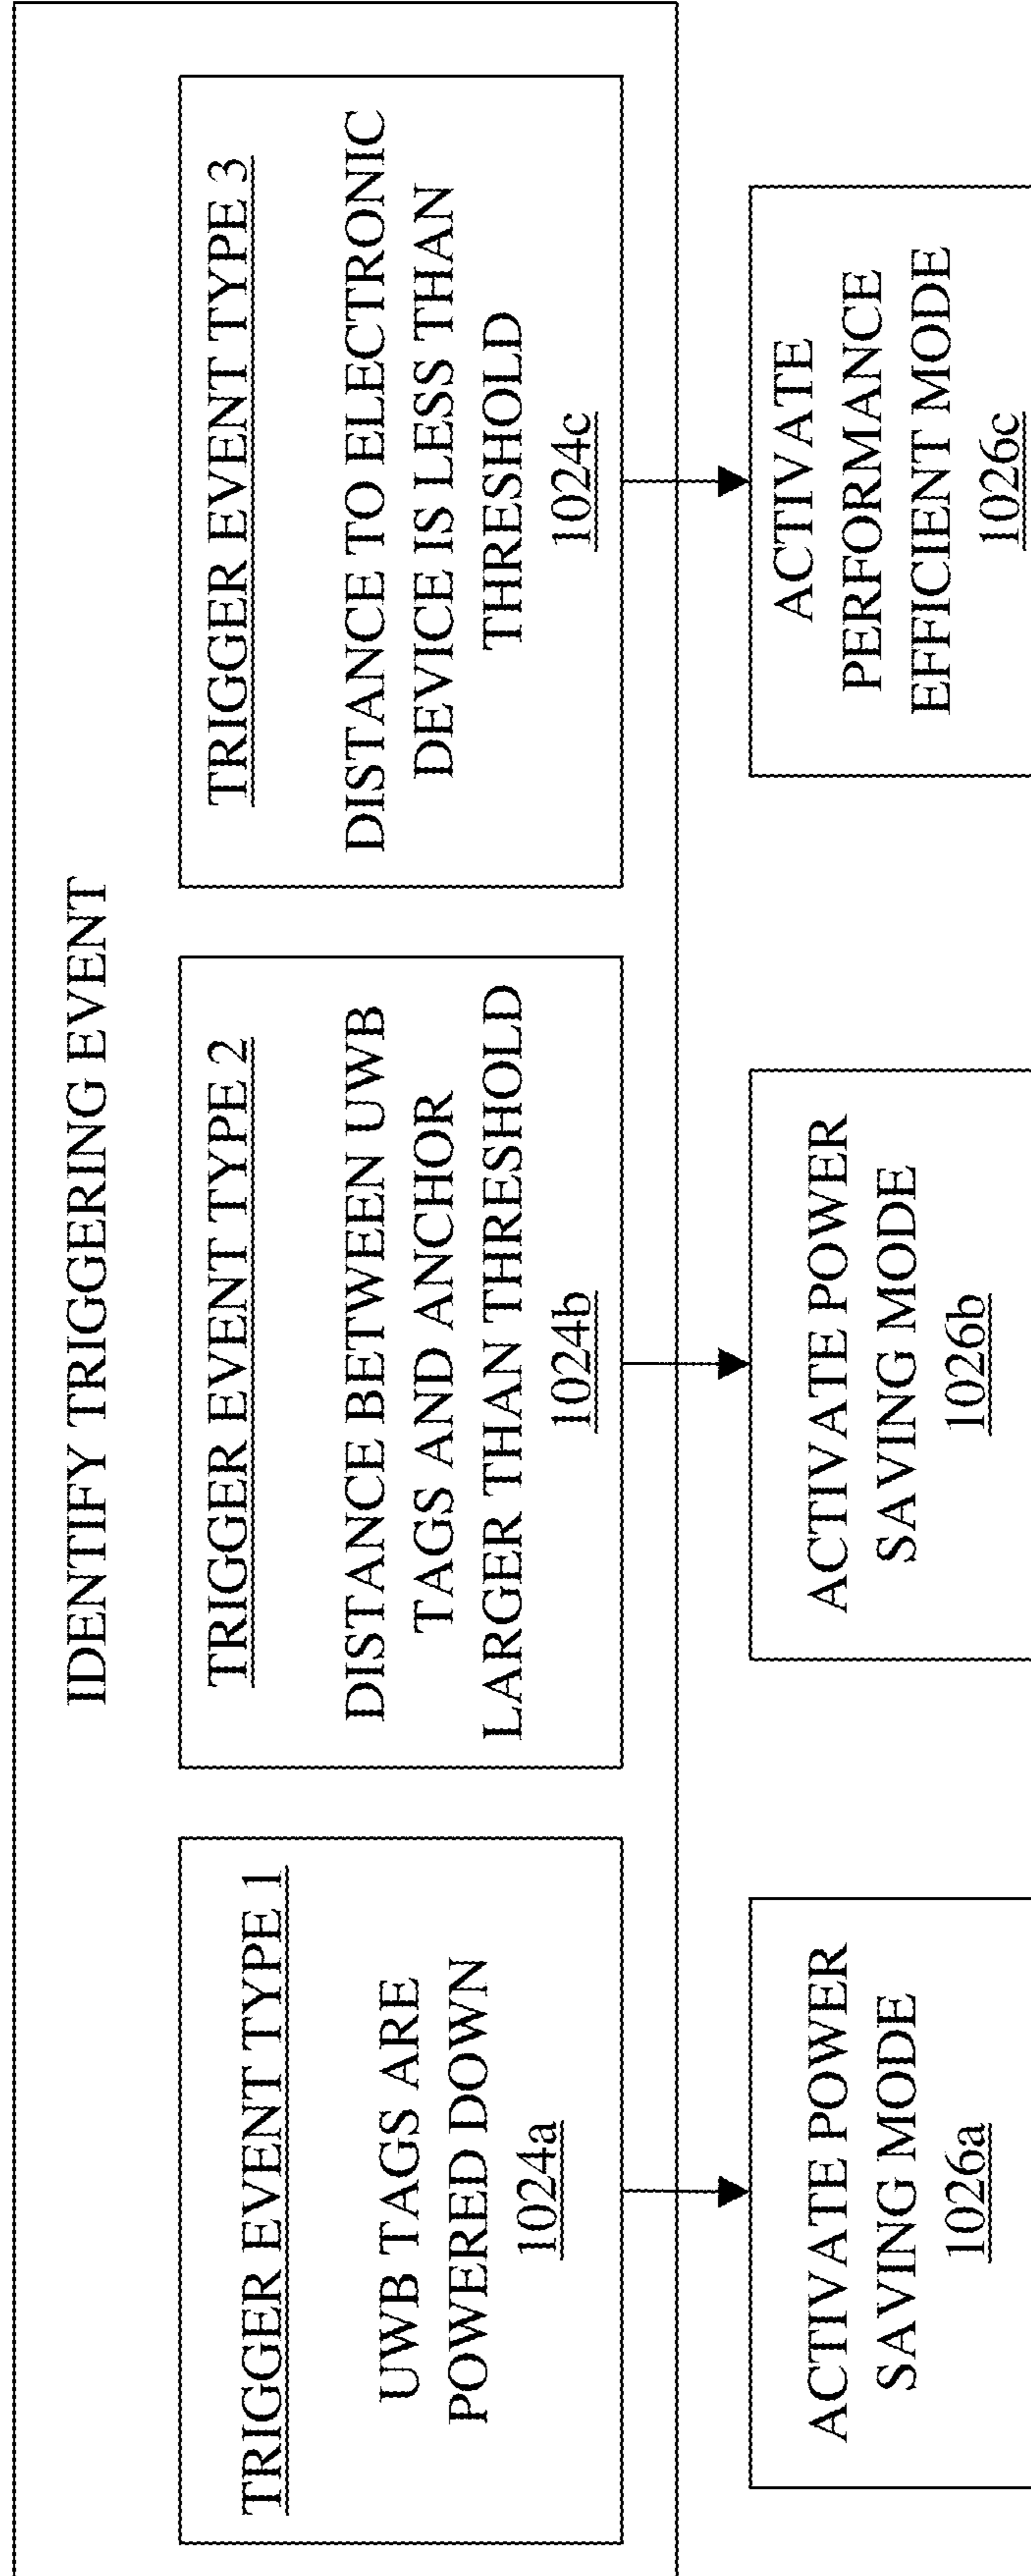 IDENTIFY TRIGGERING EVENT
TRIGGER EVENT TYPE 1
UWB TAGS ARE
POWERED DOWN
1024a
TRIGGER EVENT TYPE 2
DISTANCE BETWEEN UWB
TAGS AND ANCHOR
LARGER THAN THRESHOLD
1024b
TRIGGER EVENT TYPE 3
DISTANCE TO ELECTRONIC
DEVICE IS LESS THAN
THRESHOLD
1024c
ACTIVATE POWER
SAVING MODE
1026a
ACTIVATE POWER
SAVING MODE
1026b
ACTIVATE
PERFORMANCE
EFFICIENT MODE
1026c